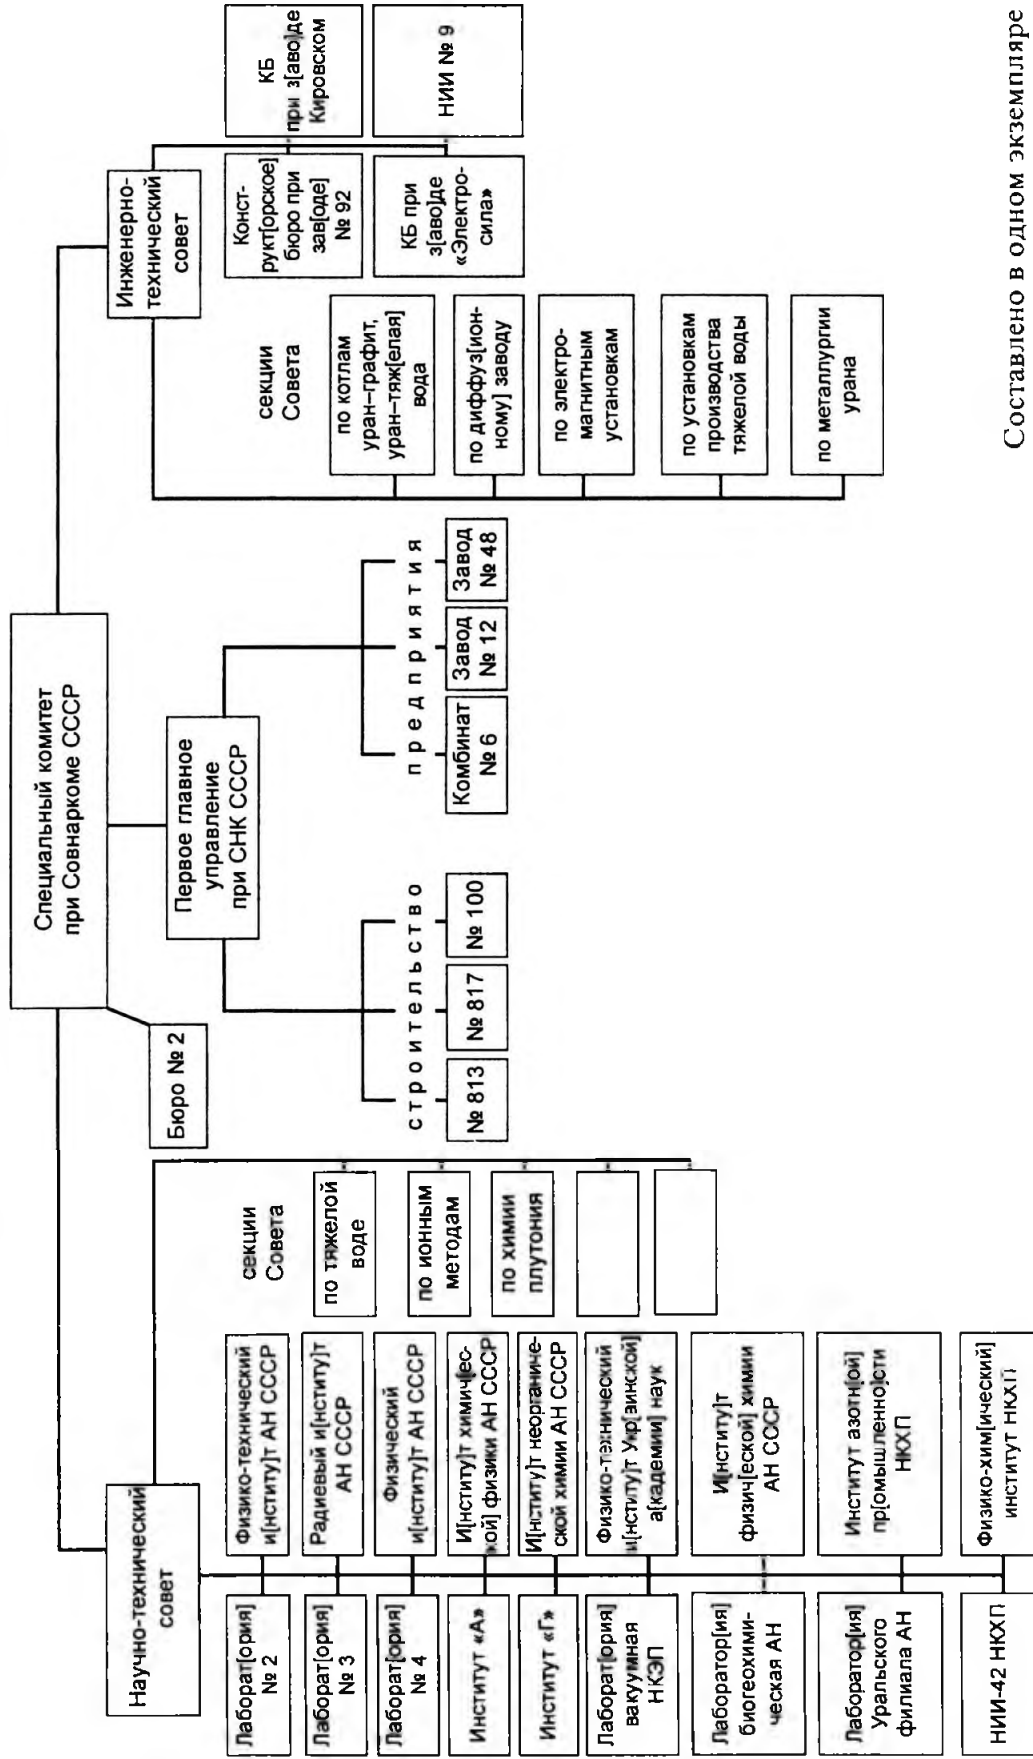 Специальный комитет
при Совнаркоме СССР
Бюро № 2
Научно-технический
совет
Первое главное
управление
при СНК СССР
Инженерно-
технический
совет
Лаборат[ория]
№ 2
Физико-технический
и[нститу]т АН СССР
Лаборат[ория]
№ 3
Радиевый и[нститу]т
АН СССР
Лаборат[ория]
№ 4
Физический
и[нститу]т АН СССР
Институт «А»
И[нститу]т химич[ес-
кой] физики АН СССР
Институт «Г»
И[нститу]т неорганиче-
ской химии АН СССР
Лаборат[ория]
вакуумная
НКЭП
Физико-технический
и[нститу]т Укр[аинской]
а[кадемии] наук
Лаборатор[ия]
биогеохими-
ческая АН
И[нститу]т
физич[еской] химии
АН СССР
Лаборатор[ия]
Уральского
филиала АН
Институт азотн[ой]
пр[омышленно]сти
НКХП
НИИ-42 НКХП
Физико-хим[ический]
институт НКХП
секции
Совета
по тяжелой
воде
по ионным
методам
по химии
плутония
строительство
№ 813
№ 817
№ 100
предприятия
Комбинат
№ 6
Завод
№ 12
Завод
№ 48
секции
Совета
по котлам
уран–графит,
уран–тяж[елая]
вода
по диффуз[ион-
ному] заводу
по электро-
магнитным
установкам
по установкам
производства
тяжелой воды
по металлургии
урана
Конст-
рукт[орское]
бюро при
зав[оде]
№ 92
КБ
при з[аво]де
Кировском
КБ при
з[аво]де
«Электро-
сила»
НИИ № 9
Составлено в одном экземпляре